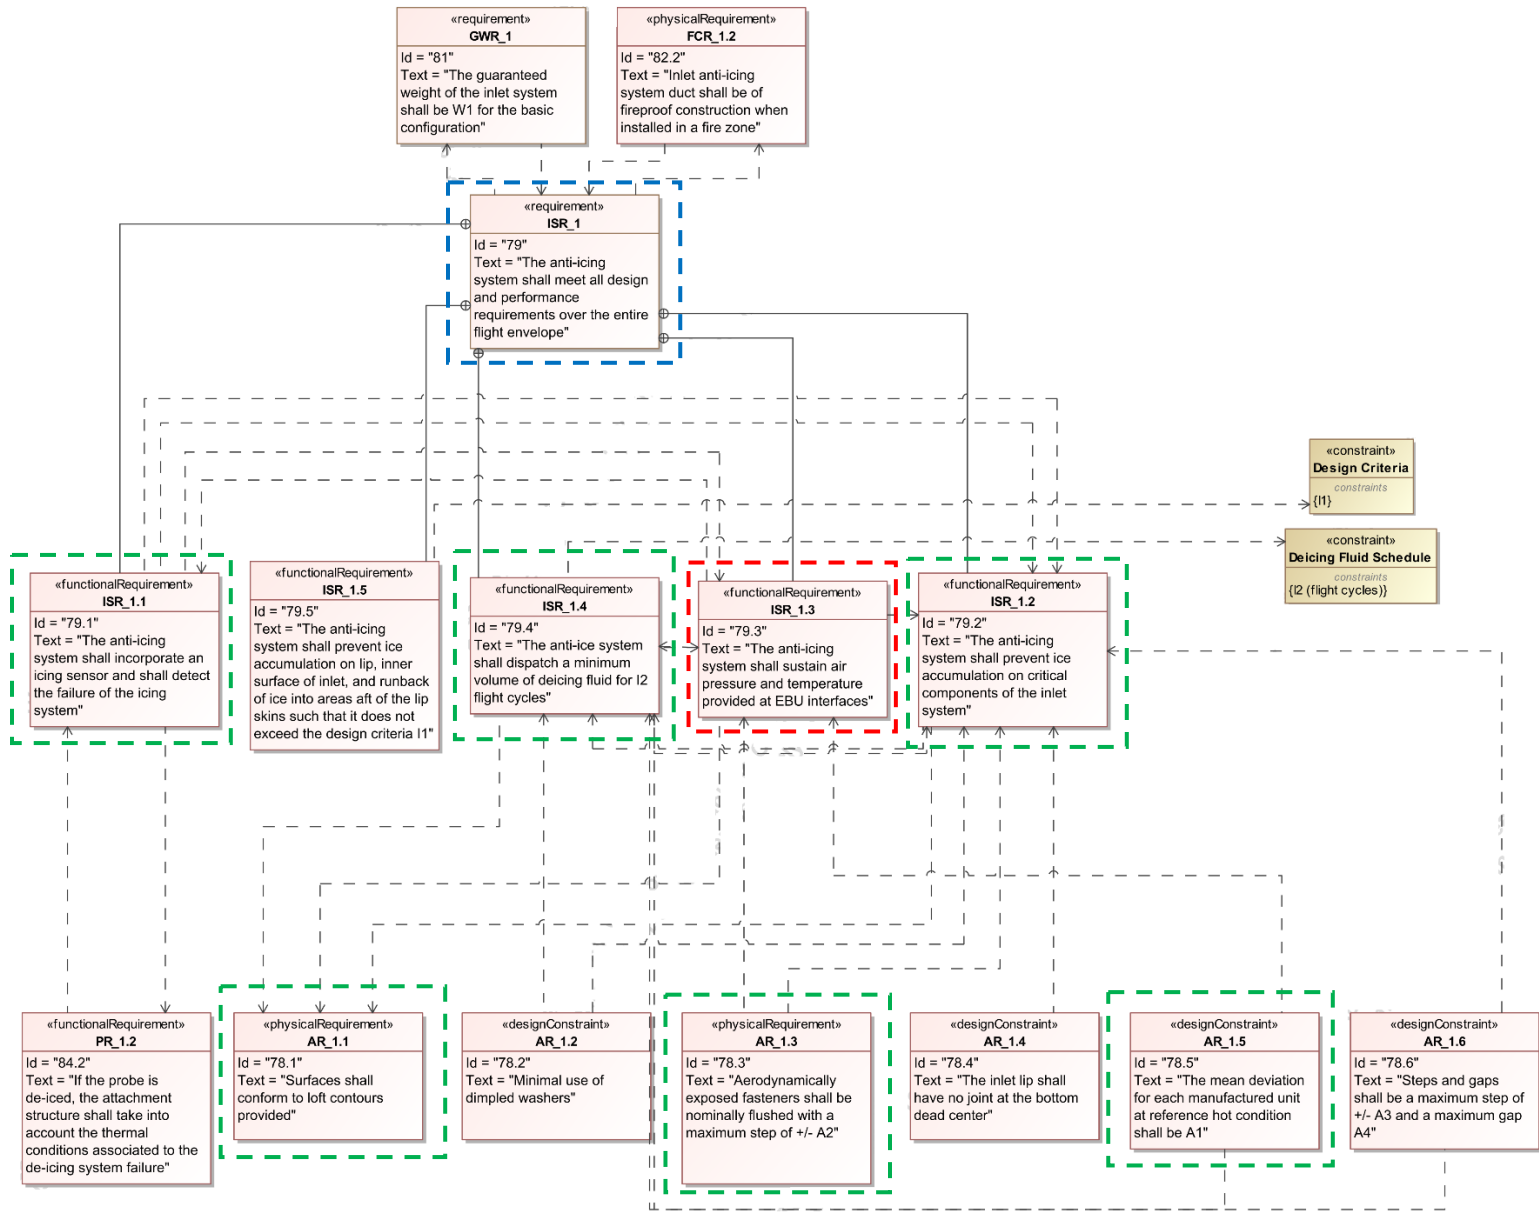 «requirement»
GWR_1
Id = "81"
Text = "The guaranteed
weight of the inlet system
shall be W1 for the basic
configuration"
«physicalRequirement»
FCR_1.2
Id = "82.2"
Text = "Inlet anti-icing
system duct shall be of
fireproof construction when
installed in a fire zone"
«requirement»
ISR_1
Id = "79"
Text = "The anti-icing
system shall meet all design
and performance
requirements over the entire
flight envelope"
«constraint»
Design Criteria
constraints
{I1}
«constraint»
Deicing Fluid Schedule
constraints
{I2 (flight cycles)}
«functionalRequirement»
ISR_1.1
Id = "79.1"
Text = "The anti-icing
system shall incorporate an
icing sensor and shall detect
the failure of the icing
system"
«functionalRequirement»
ISR_1.5
Id = "79.5"
Text = "The anti-icing
system shall prevent ice
accumulation on lip, inner
surface of inlet, and runback
of ice into areas aft of the lip
skins such that it does not
exceed the design criteria I1"
«functionalRequirement»
ISR_1.4
Id = "79.4"
Text = "The anti-ice system
shall dispatch a minimum
volume of deicing fluid for I2
flight cycles"
«functionalRequirement»
ISR_1.3
Id = "79.3"
Text = "The anti-icing
system shall sustain air
pressure and temperature
provided at EBU interfaces"
«functionalRequirement»
ISR_1.2
Id = "79.2"
Text = "The anti-icing
system shall prevent ice
accumulation on critical
components of the inlet
system"
«functionalRequirement»
PR_1.2
Id = "84.2"
Text = "If the probe is
de-iced, the attachment
structure shall take into
account the thermal
conditions associated to the
de-icing system failure"
«physicalRequirement»
AR_1.1
Id = "78.1"
Text = "Surfaces shall
conform to loft contours
provided"
«designConstraint»
AR_1.2
Id = "78.2"
Text = "Minimal use of
dimpled washers"
«physicalRequirement»
AR_1.3
Id = "78.3"
Text = "Aerodynamically
exposed fasteners shall be
nominally flushed with a
maximum step of +/- A2"
«designConstraint»
AR_1.4
Id = "78.4"
Text = "The inlet lip shall
have no joint at the bottom
dead center"
«designConstraint»
AR_1.5
Id = "78.5"
Text = "The mean deviation
for each manufactured unit
at reference hot condition
shall be A1"
«designConstraint»
AR_1.6
Id = "78.6"
Text = "Steps and gaps
shall be a maximum step of
+/- A3 and a maximum gap
A4"